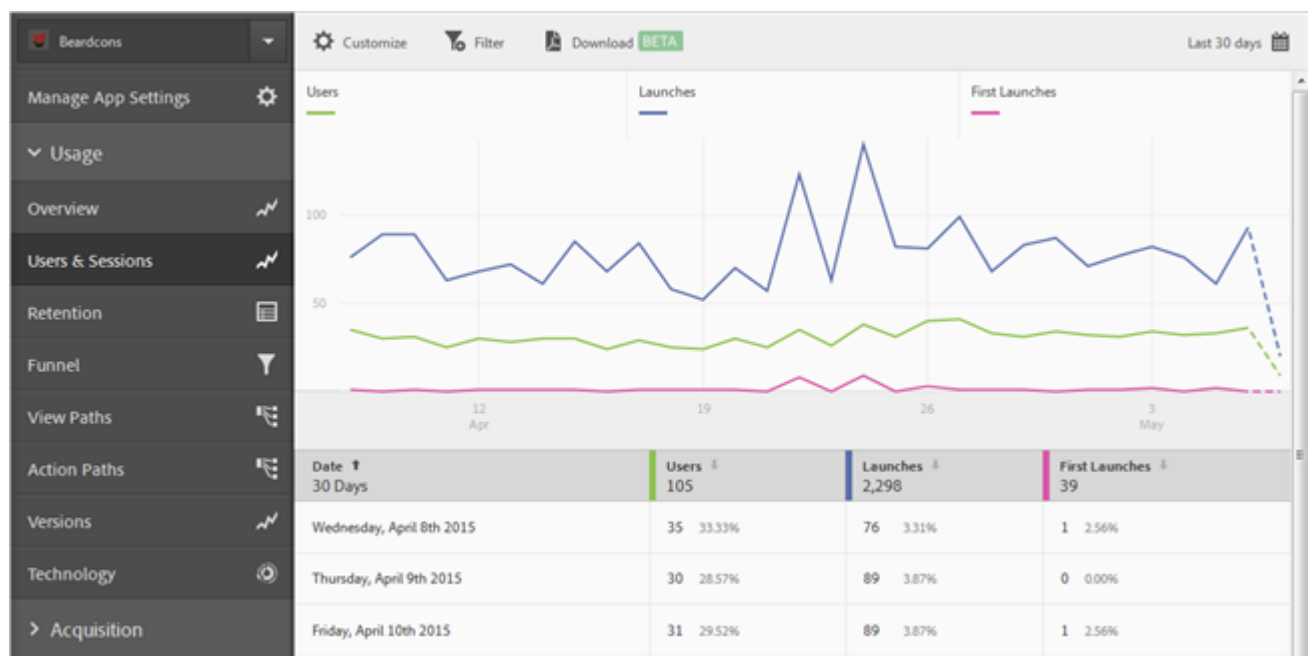 Beardcons
Customize Filter Download BETA Last 30 days
Manage App Settings
Usage
Overview
Users & Sessions
Retention
Funnel
View Paths
Action Paths
Versions
Technology
Acquisition
Users Launches First Launches
100
50
12 19 26 3
Apr May
Date Users Launches First Launches
30 Days 105 2,298 39
Wednesday, April 8th 2015 35 33.33% 76 3.31% 1 2.56%
Thursday, April 9th 2015 30 28.57% 89 3.87% 0 0.00%
Friday, April 10th 2015 31 29.52% 89 3.87% 1 2.56%